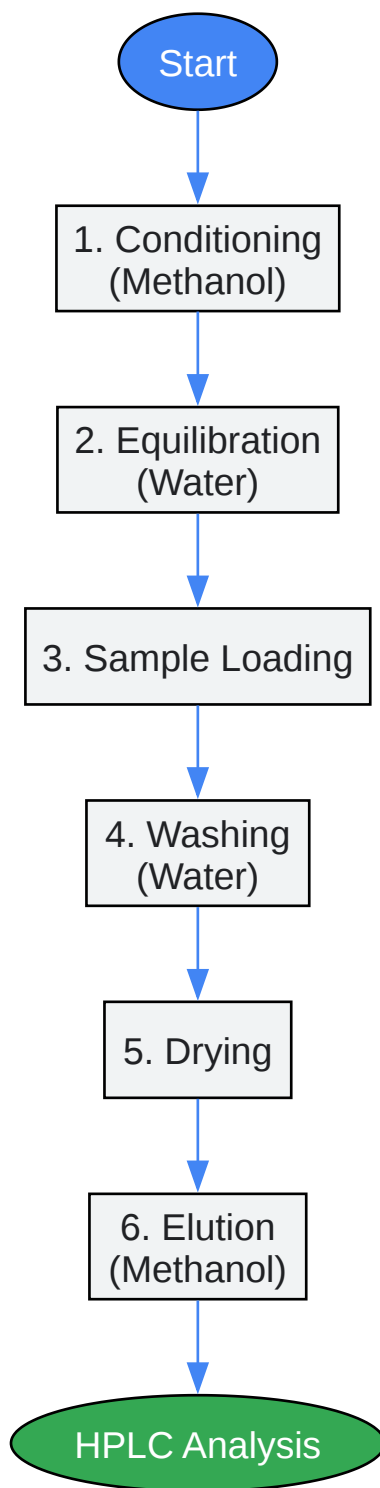 Start
1. Conditioning
(Methanol)
2. Equilibration
(Water)
3. Sample Loading
4. Washing
(Water)
5. Drying
6. Elution
(Methanol)
HPLC Analysis